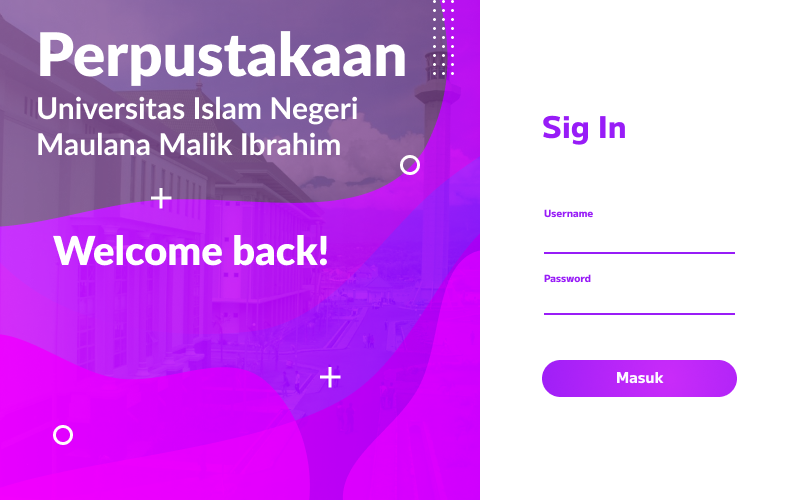 Perpustakaan
Universitas Islam Negeri
Maulana Malik Ibrahim
Welcome back!
Sig In
Username
Password
Masuk